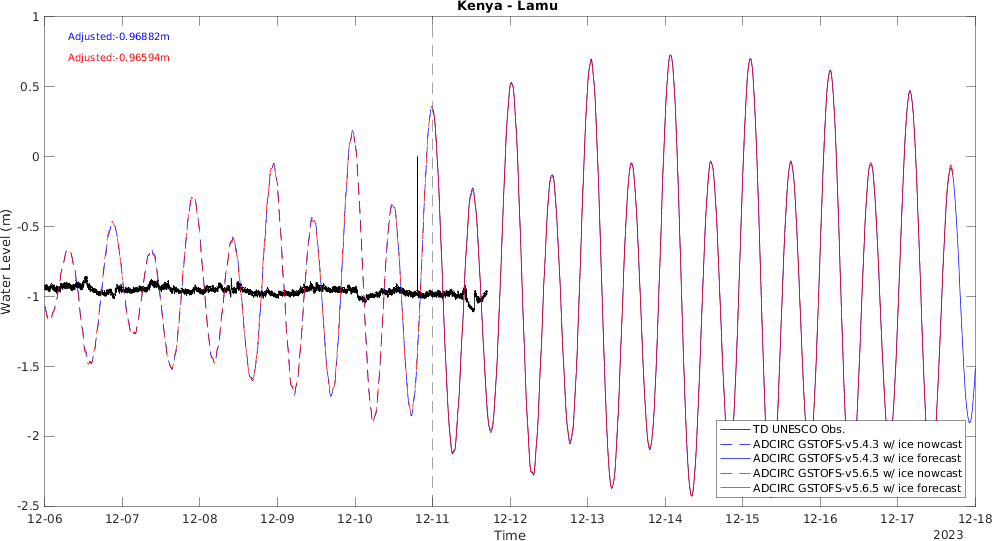 Kenya - Lamu
Adjusted:-0.96882m
Adjusted:-0.96594m
1
0.5
0
-0.5
-1
-1.5
-2
-2.5
Water Level (m)
TD UNESCO Obs.
ADCIRC GSTOFS-v5.4.3 w/ ice nowcast
ADCIRC GSTOFS-v5.4.3 w/ ice forecast
ADCIRC GSTOFS-v5.6.5 w/ ice nowcast
ADCIRC GSTOFS-v5.6.5 w/ ice forecast
12-06 12-07 12-08 12-09 12-10 12-11 12-12 12-13 12-14 12-15 12-16 12-17 12-18
Time
2023